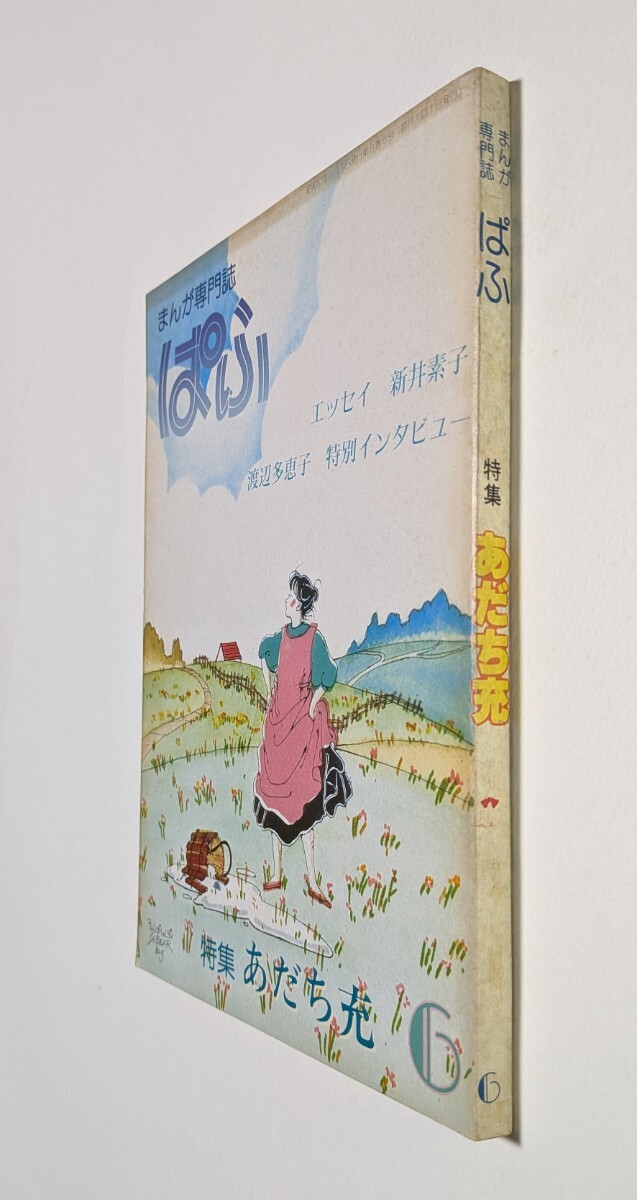 まんが専門誌
ぱふ
エッセイ 新井素子
渡辺多恵子 特別インタビュー
特集 あだち充
6
まんが
専門誌
ぱふ
特集
あだち充
6